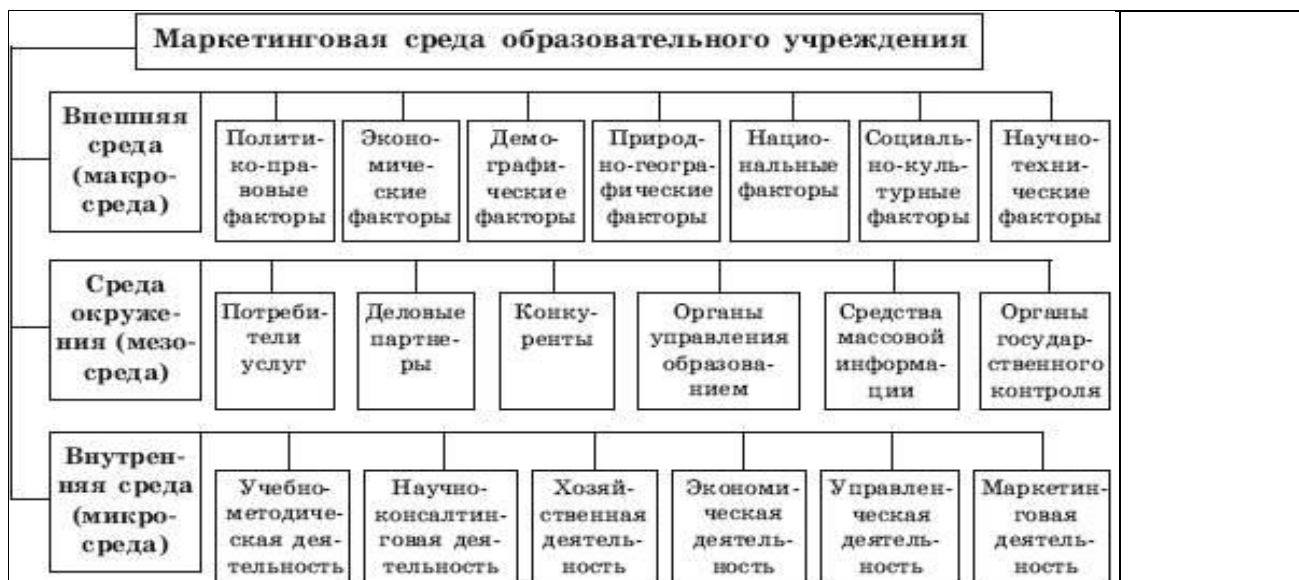 Маркетинговая среда образовательного учреждения
Внешняя
среда
(макро-
среда)
Полити-
ко-пра-
вовые
факторы
Эконо-
миче-
ские
факторы
Демо-
графи-
ческие
факторы
Природ-
но-геогра-
фические
факторы
Нацио-
нальные
факторы
Социаль-
но-куль-
турные
факторы
Научно-
техни-
ческие
факторы
Среда
окруже-
ния (мезо-
среда)
Потреби-
тели
услуг
Деловые
партне-
ры
Конку-
ренты
Органы
управления
образова-
нием
Средства
массовой
информа-
ции
Органы
государ-
ственного
контроля
Внутрен-
няя среда
(микро-
среда)
Учебно-
методиче-
ская дея-
тельность
Научно-
консалтин-
говая дея-
тельность
Хозяй-
ственная
деятель-
ность
Экономи-
ческая
деятель-
ность
Управлен-
ческая
деятель-
ность
Маркетин-
говая
деятель-
ность